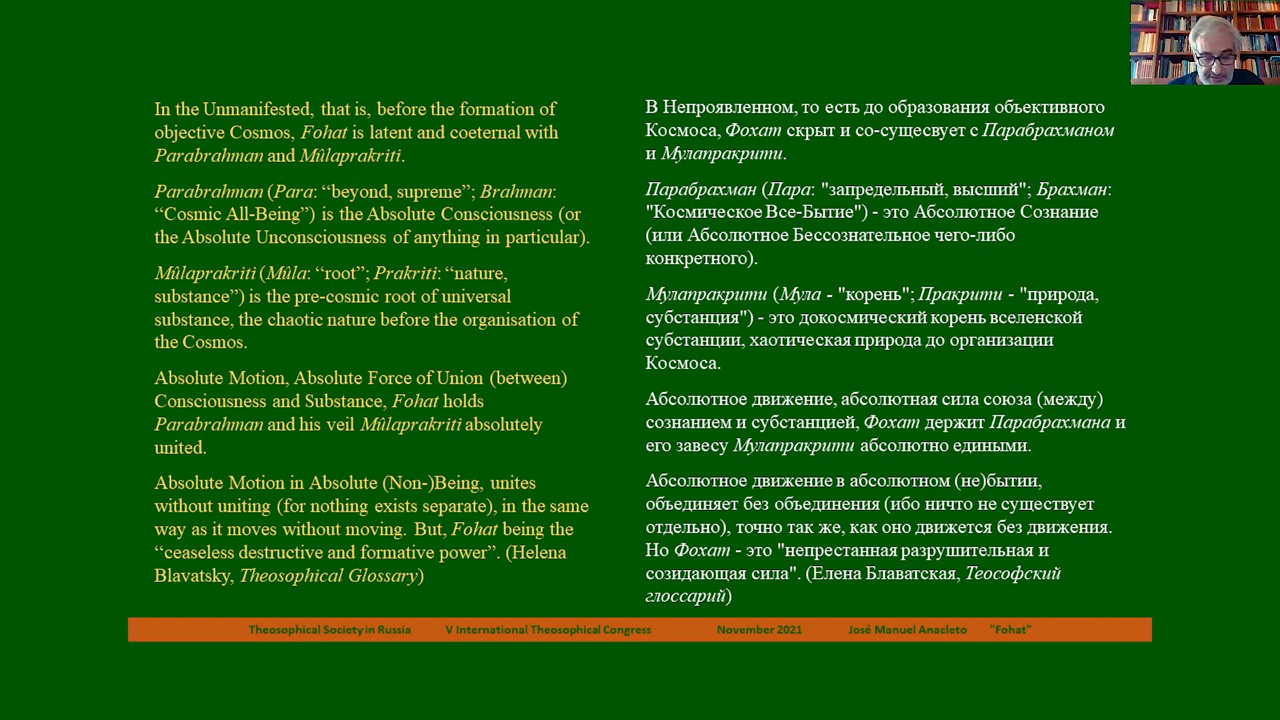 In the Unmanifested, that is, before the formation of
objective Cosmos, Fohat is latent and coeternal with
Parabrahman and Mûlaprakriti.
Parabrahman (Para: “beyond, supreme”; Brahman:
“Cosmic All-Being”) is the Absolute Consciousness (or
the Absolute Unconsciousness of anything in particular).
Mûlaprakriti (Mûla: “root”; Prakriti: “nature,
substance”) is the pre-cosmic root of universal
substance, the chaotic nature before the organisation of
the Cosmos.
Absolute Motion, Absolute Force of Union (between)
Consciousness and Substance, Fohat holds
Parabrahman and his veil Mûlaprakriti absolutely
united.
Absolute Motion in Absolute (Non-)Being, unites
without uniting (for nothing exists separate), in the same
way as it moves without moving. But, Fohat being the
“ceaseless destructive and formative power”. (Helena
Blavatsky, Theosophical Glossary)
В Непроявленном, то есть до образования объективного
Космоса, Фохат скрыт и со-сущесвует с Парабрахманом
и Мулапракрити.
Парабрахман (Пара: "запредельный, высший"; Брахман:
"Космическое Все-Бытие") - это Абсолютное Сознание
(или Абсолютное Бессознательное чего-либо
конкретного).
Мулапракрити (Мула - "корень"; Пракрити - "природа,
субстанция") - это докосмический корень вселенской
субстанции, хаотическая природа до организации
Космоса.
Абсолютное движение, абсолютная сила союза (между)
сознанием и субстанцией, Фохат держит Парабрахмана и
его завесу Мулапракрити абсолютно едиными.
Абсолютное движение в абсолютном (не)бытии,
объединяет без объединения (ибо ничто не существует
отдельно), точно так же, как оно движется без движения.
Но Фохат - это "непрестанная разрушительная и
созидающая сила". (Елена Блаватская, Теософский
глоссарий)
Theosophical Society in Russia V International Theosophical Congress November 2021 José Manuel Anacleto "Fohat"